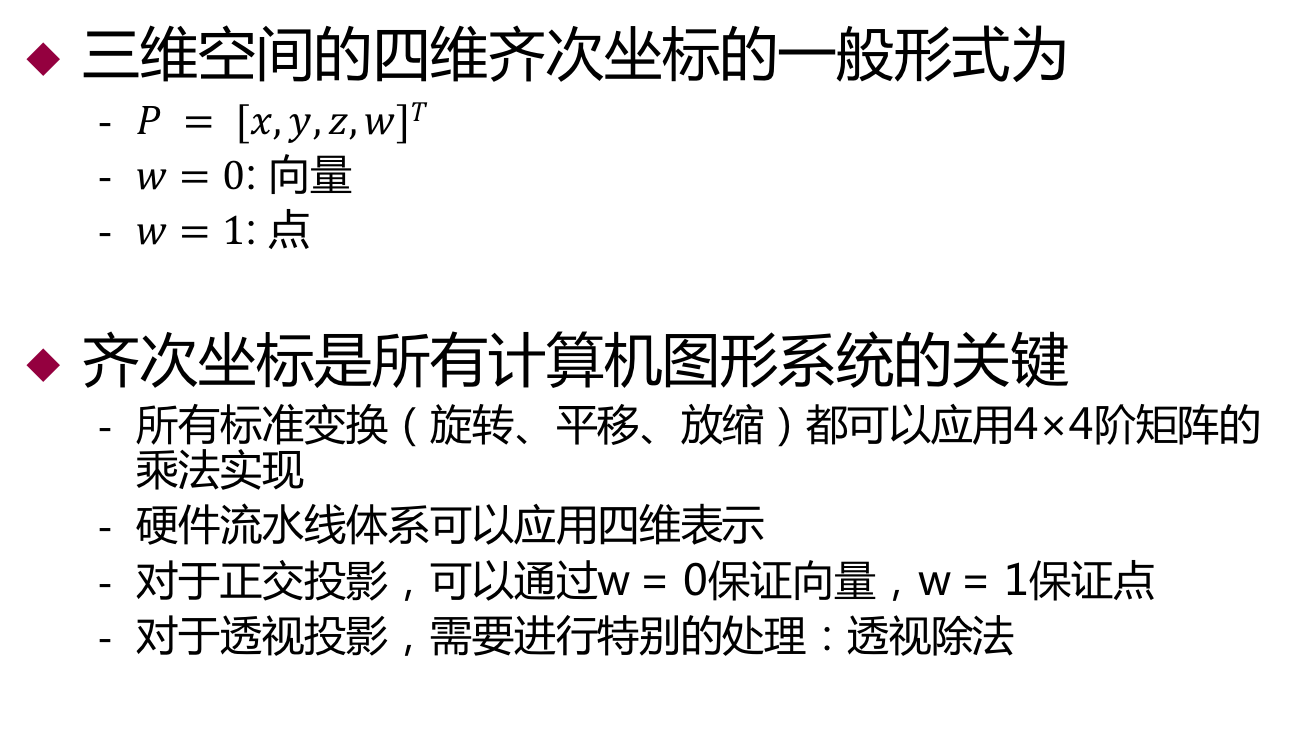 ◆ 三维空间的四维齐次坐标的一般形式为
- P = [x, y, z, w]^T
- w = 0: 向量
- w = 1: 点
◆ 齐次坐标是所有计算机图形系统的关键
- 所有标准变换（旋转、平移、放缩）都可以应用4×4阶矩阵的
乘法实现
- 硬件流水线体系可以应用四维表示
- 对于正交投影，可以通过w = 0保证向量，w = 1保证点
- 对于透视投影，需要进行特别的处理：透视除法